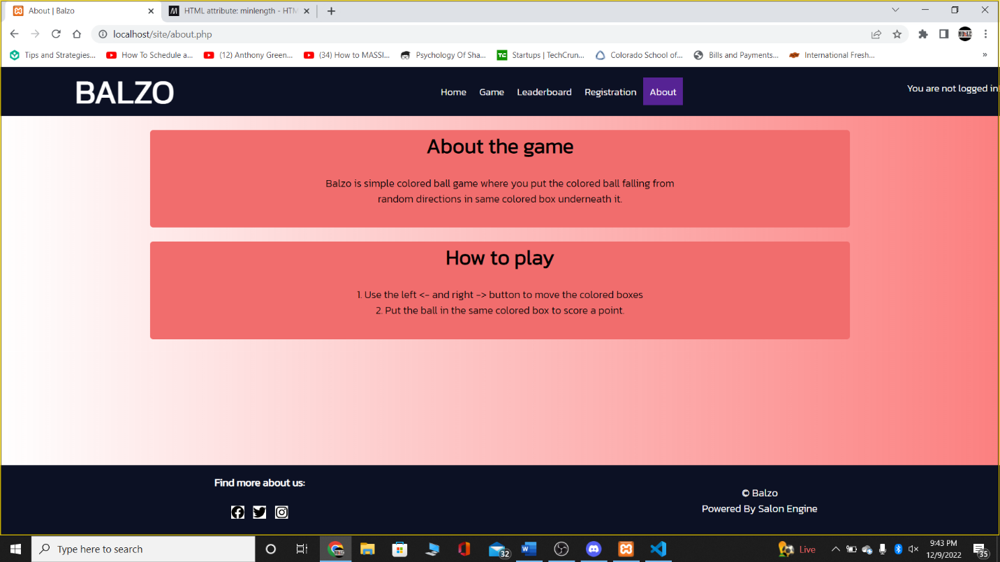 About | Balzo
HTML attribute: minlength - HTM
localhost/site/about.php
Tips and Strategies...
How To Schedule a...
(12) Anthony Green...
(34) How to MASSI...
Psychology Of Sha...
TC
Startups | TechCrun...
Colorado School of...
Bills and Payments...
International Fresh...
»
BALZO
Home
Game
Leaderboard
Registration
About
You are not logged in!
About the game
Balzo is simple colored ball game where you put the colored ball falling from
random directions in same colored box underneath it.
How to play
1. Use the left <- and right -> button to move the colored boxes
2. Put the ball in the same colored box to score a point.
Find more about us:
© Balzo
Powered By Salon Engine
Type here to search
32
W
Live
9:43 PM
12/9/2022
35